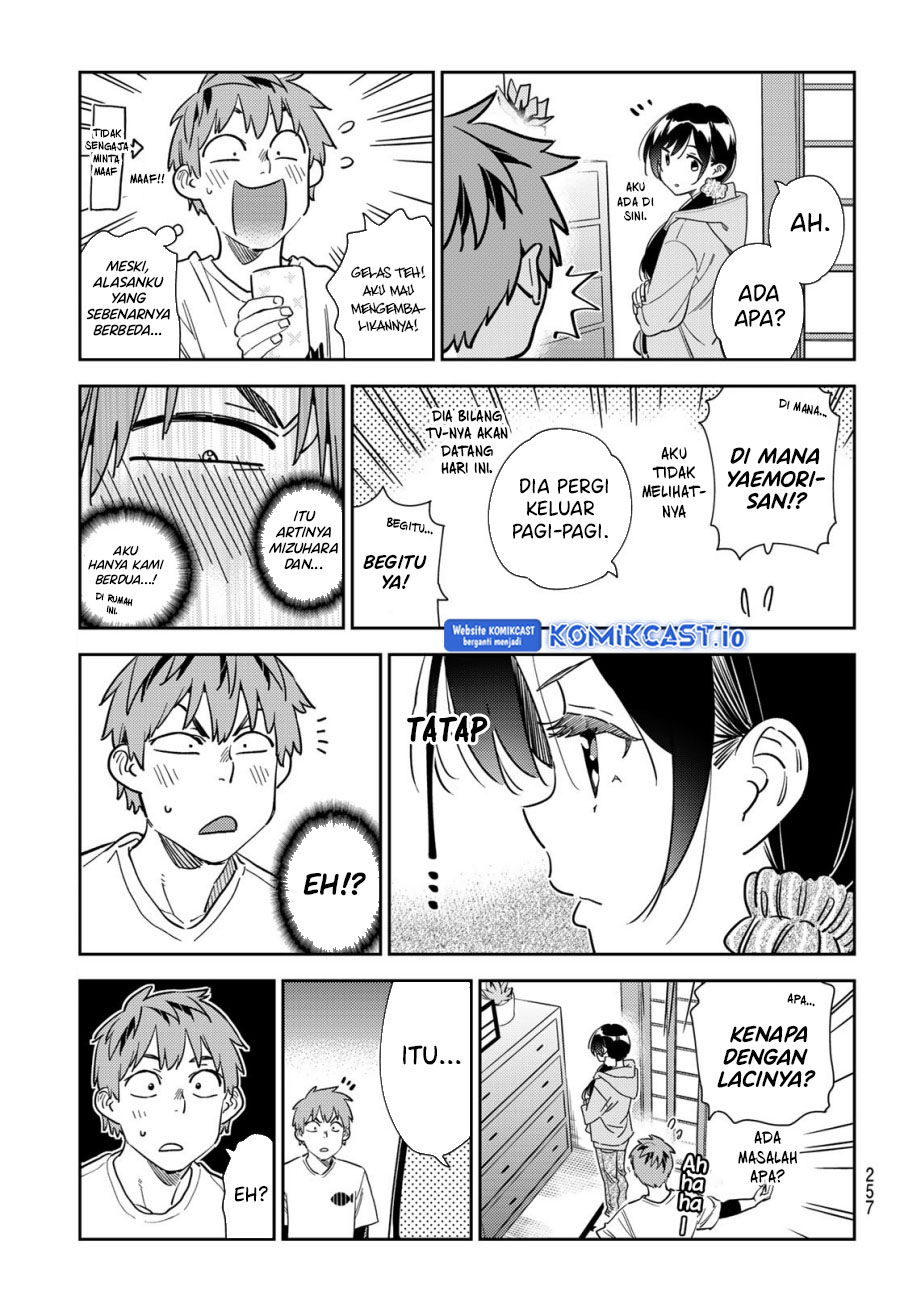 AH.
ADA
APA?
AKU
ADA DI
SINI.
TIDAK
SENGAJA
MINTA
MAAF
MAAF!!
GELAS TEH!
AKU MAU
MENGEMBA-
LIKANNYA!
MESKI,
ALASANKU
YANG
SEBENARNYA
BERBEDA...
DI MANA...
DI MANA
YAEMORI-
SAN!?
AKU
TIDAK
MELIHAT-
NYA
DIA PERGI
KELUAR
PAGI-PAGI.
DIA BILANG
TV-NYA AKAN
DATANG
HARI INI.
BEGITU...
BEGITU
YA!
ITU
ARTINYA
MIZUHARA
DAN...
AKU
HANYA KAMI
BERDUA...!
DI RUMAH
INI.
Website KOMIKCAST
berganti menjadi
KOMIKCAST.io
TATAP
EH!?
APA...
KENAPA
DENGAN
LACINYA?
ADA
MASALAH
APA?
Ah
ha
ha
ITU...
EH?
257